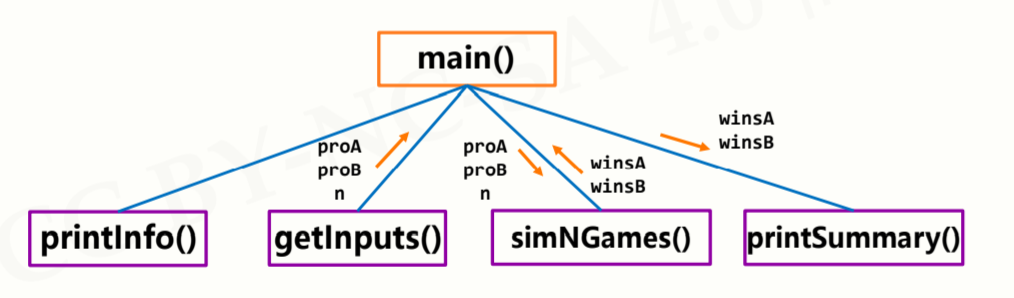 main()
proA
proB
n
proA
proB
n
winsA
winsB
winsA
winsB
printInfo()
getInputs()
simNGames()
printSummary()
CC BY-NC-SA 4.0